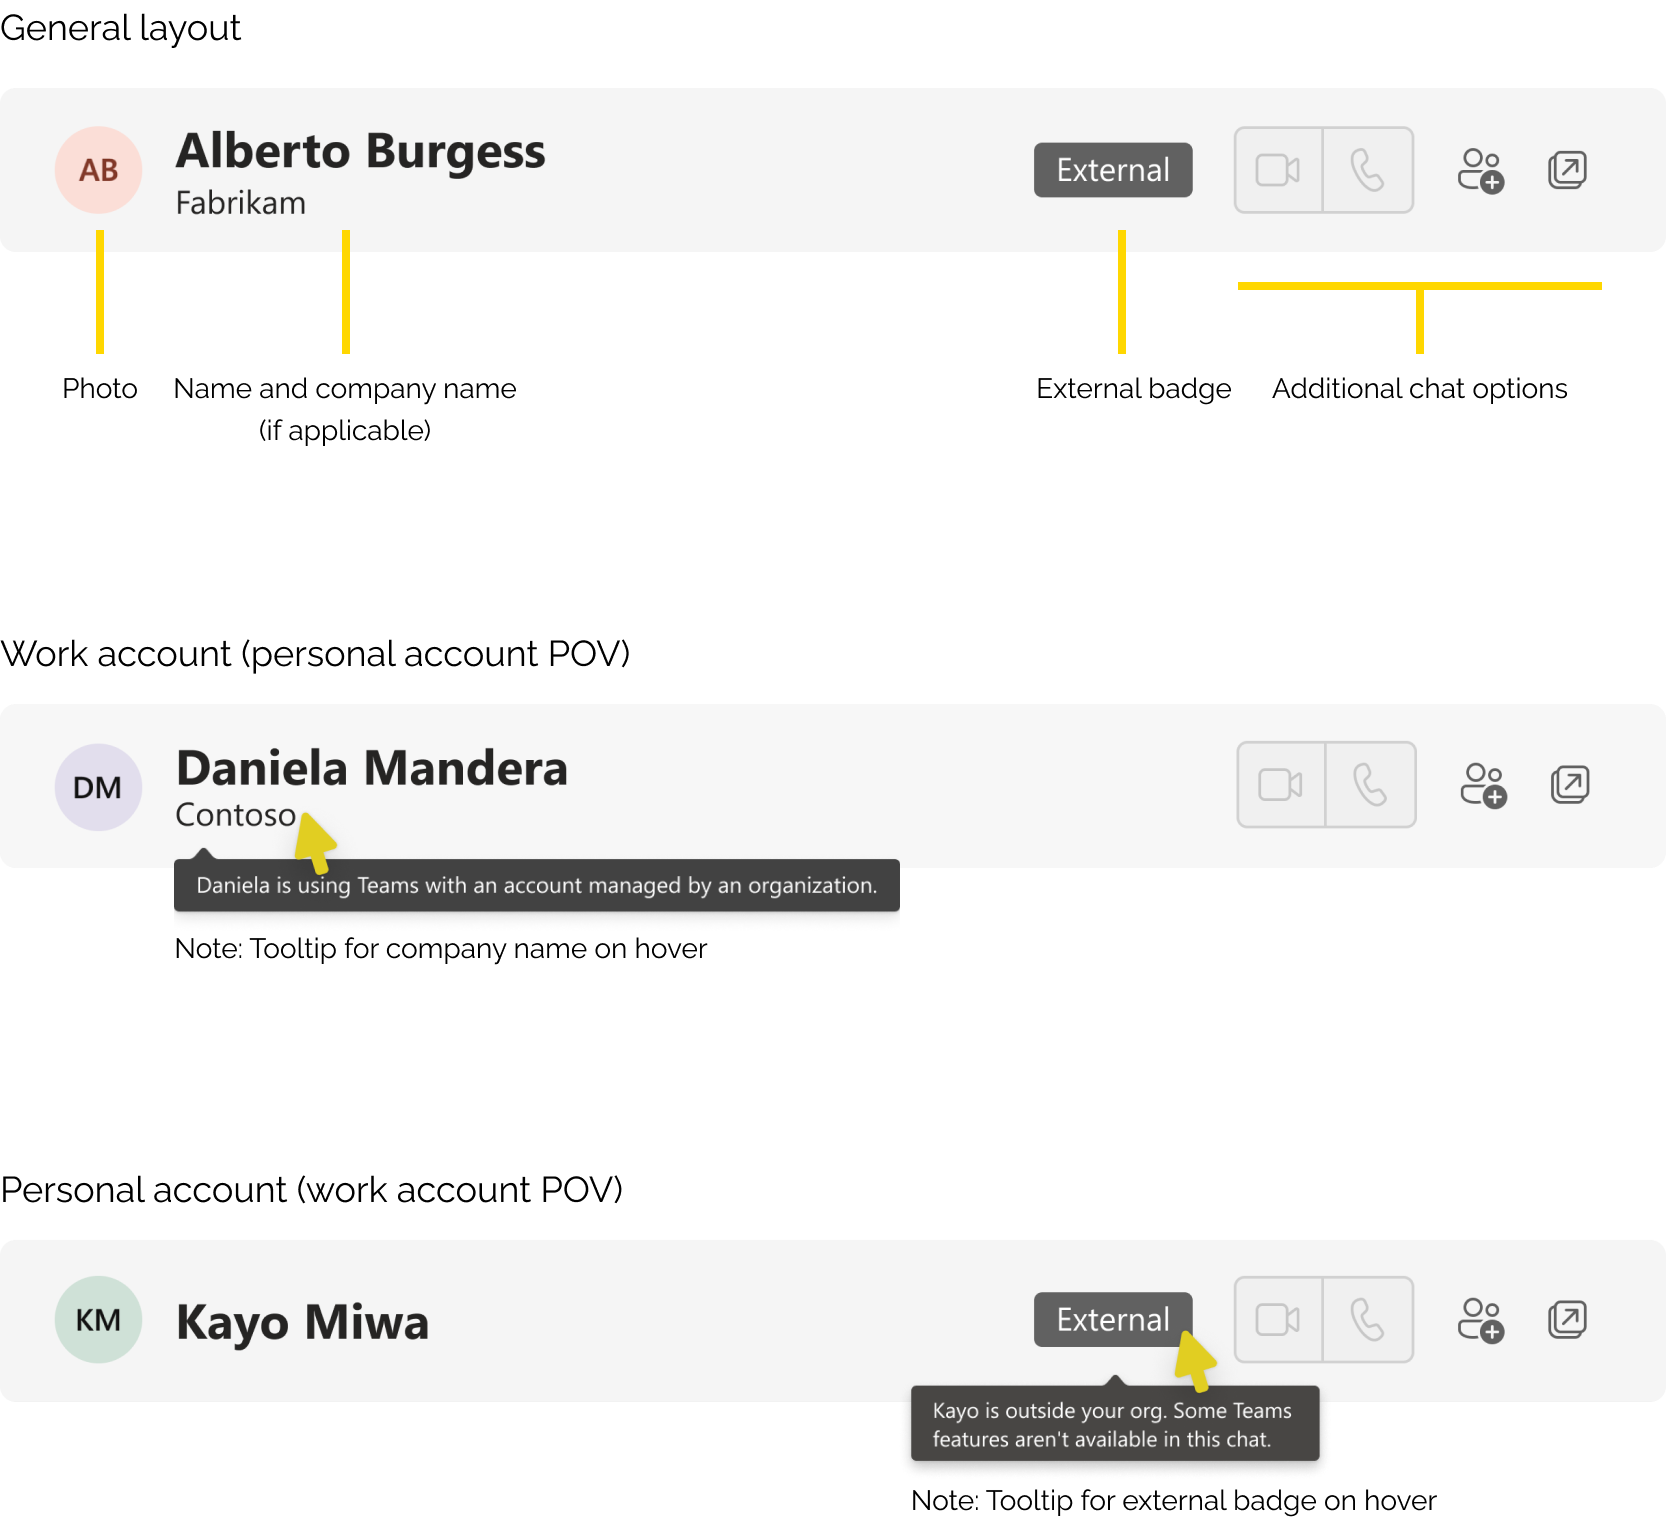 General layout
AB
Alberto Burgess
Fabrikam
External
Photo
Name and company name
(if applicable)
External badge
Additional chat options
Work account (personal account POV)
DM
Daniela Mandera
Contoso
Daniela is using Teams with an account managed by an organization.
Note: Tooltip for company name on hover
Personal account (work account POV)
KM
Kayo Miwa
External
Kayo is outside your org. Some Teams
features aren't available in this chat.
Note: Tooltip for external badge on hover